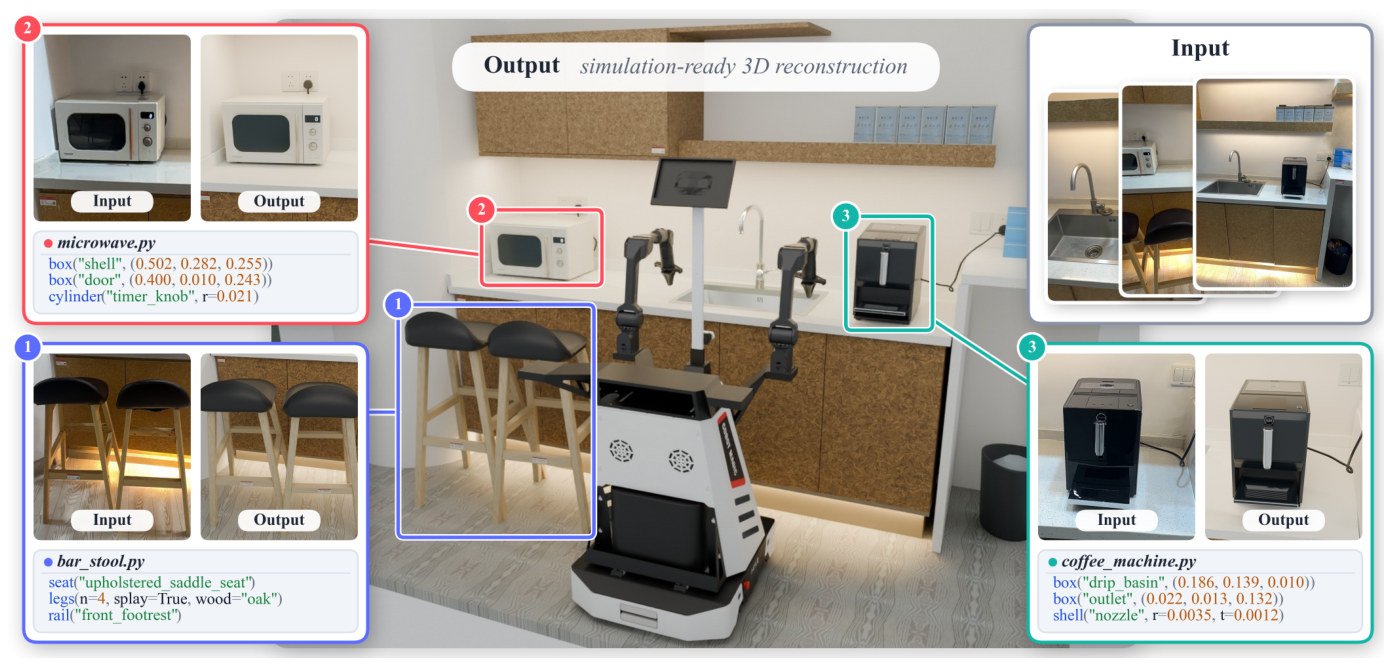 Output simulation-ready 3D reconstruction
Input
2
Input
Output
microwave.py
box("shell", (0.502, 0.282, 0.255))
box("door", (0.400, 0.010, 0.243))
cylinder("timer_knob", r=0.021)
1
Input
Output
bar_stool.py
seat("upholstered_saddle_seat")
legs(n=4, splay=True, wood="oak")
rail("front_footrest")
2
1
3
3
Input
Output
coffee_machine.py
box("drip_basin", (0.186, 0.139, 0.010))
box("outlet", (0.022, 0.013, 0.132))
shell("nozzle", r=0.0035, t=0.0012)